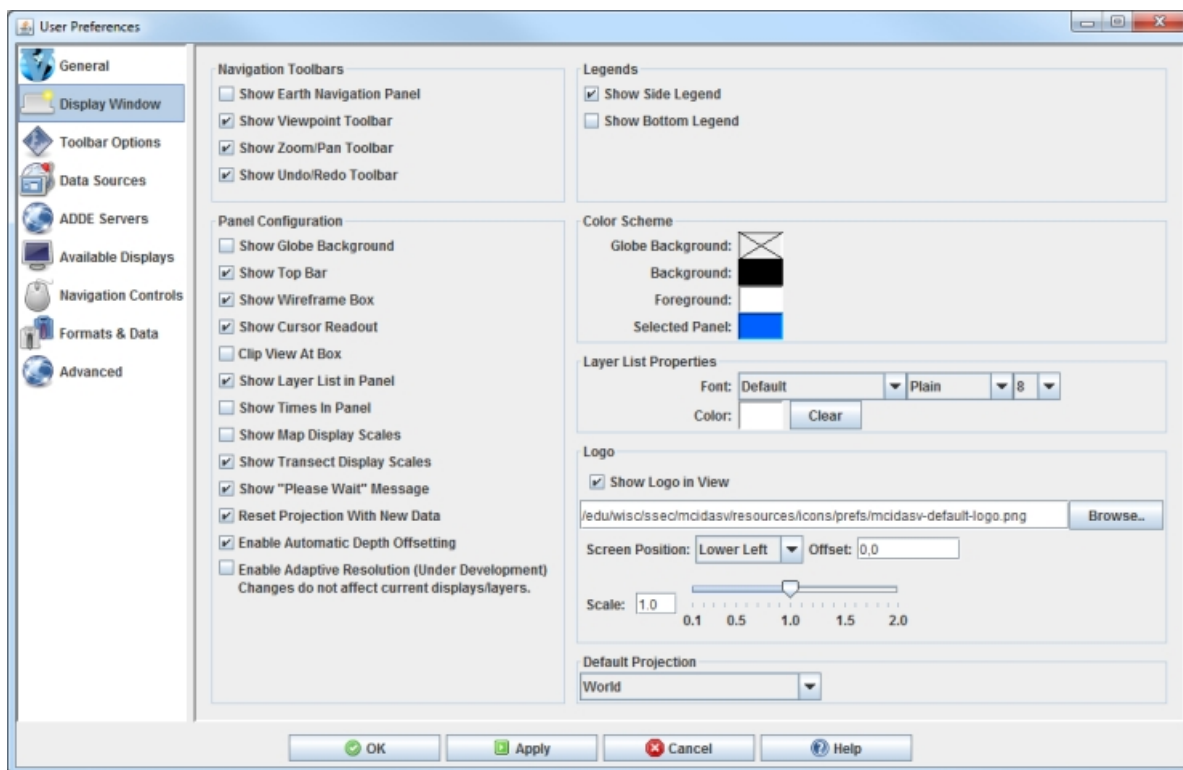 User Preferences
General
Display Window
Toolbar Options
Data Sources
ADDE Servers
Available Displays
Navigation Controls
Formats & Data
Advanced
Navigation Toolbars
Show Earth Navigation Panel
Show Viewpoint Toolbar
Show Zoom/Pan Toolbar
Show Undo/Redo Toolbar
Legends
Show Side Legend
Show Bottom Legend
Panel Configuration
Show Globe Background
Show Top Bar
Show Wireframe Box
Show Cursor Readout
Clip View At Box
Show Layer List in Panel
Show Times In Panel
Show Map Display Scales
Show Transect Display Scales
Show "Please Wait" Message
Reset Projection With New Data
Enable Automatic Depth Offsetting
Enable Adaptive Resolution (Under Development)
Changes do not affect current displays/layers.
Color Scheme
Globe Background:
Background:
Foreground:
Selected Panel:
Layer List Properties
Font: Default Plain 8
Color: Clear
Logo
Show Logo in View
/edu/wisc/ssec/mcidasv/resources/icons/prefs/mcidasv-default-logo.png Browse..
Screen Position: Lower Left Offset: 0,0
Scale: 1.0
0.1 0.5 1.0 1.5 2.0
Default Projection
World
OK Apply Cancel Help